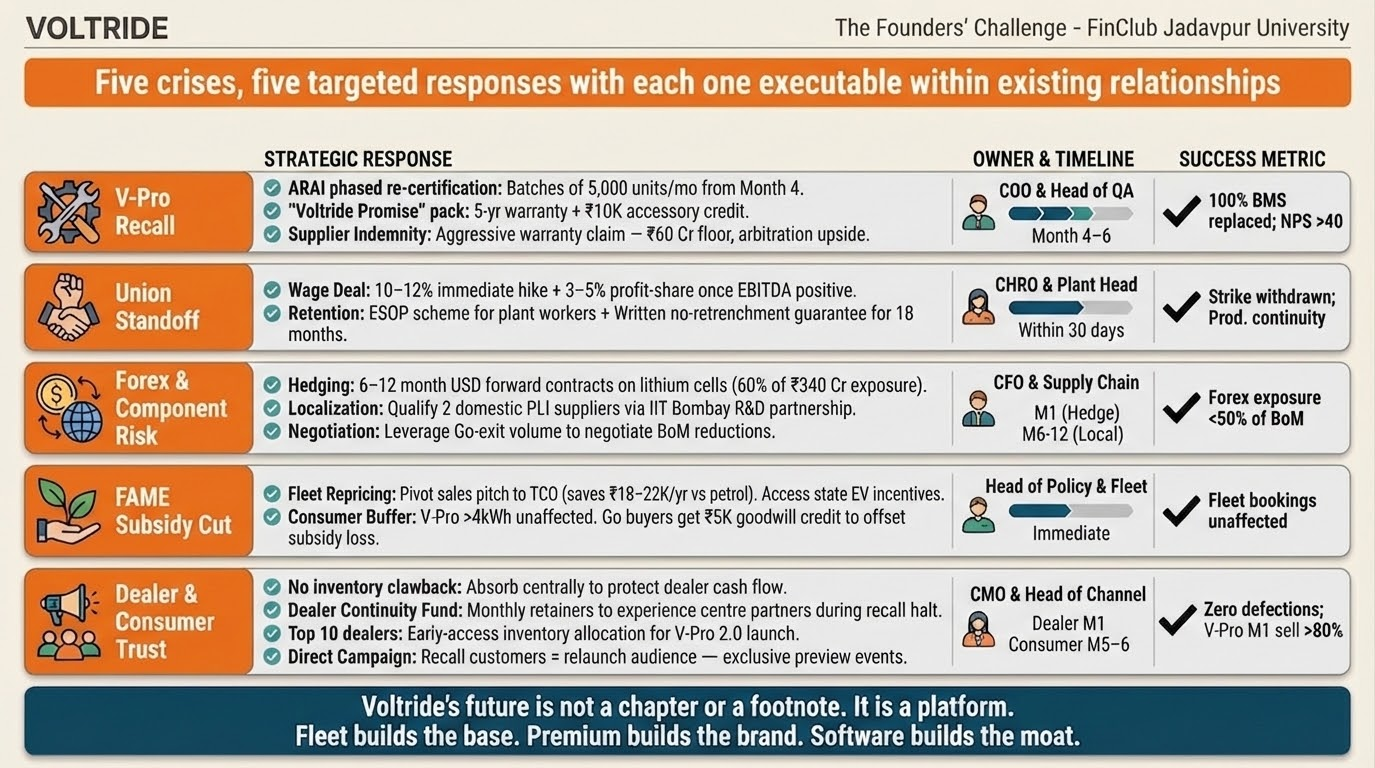 VOLTRIDE
The Founders' Challenge - FinClub Jadavpur University
Five crises, five targeted responses with each one executable within existing relationships
STRATEGIC RESPONSE
OWNER & TIMELINE
SUCCESS METRIC
V-Pro
Recall
ARAI phased re-certification: Batches of 5,000 units/mo from Month 4.
"Voltride Promise" pack: 5-yr warranty + ₹10K accessory credit.
Supplier Indemnity: Aggressive warranty claim — ₹60 Cr floor, arbitration upside.
COO & Head of QA
Month 4–6
100% BMS
replaced; NPS >40
Union
Standoff
Wage Deal: 10–12% immediate hike + 3–5% profit-share once EBITDA positive.
Retention: ESOP scheme for plant workers + Written no-retrenchment guarantee for 18
months.
CHRO & Plant Head
Within 30 days
Strike withdrawn;
Prod. continuity
Forex &
Component
Risk
$
Hedging: 6–12 month USD forward contracts on lithium cells (60% of ₹340 Cr exposure).
Localization: Qualify 2 domestic PLI suppliers via IIT Bombay R&D partnership.
Negotiation: Leverage Go-exit volume to negotiate BoM reductions.
CFO & Supply Chain
M1 (Hedge)
M6-12 (Local)
Forex exposure
<50% of BoM
FAME
Subsidy Cut
Fleet Repricing: Pivot sales pitch to TCO (saves ₹18–22K/yr vs petrol). Access state EV incentives.
Consumer Buffer: V-Pro >4kWh unaffected. Go buyers get ₹5K goodwill credit to offset
subsidy loss.
Head of Policy & Fleet
Immediate
Fleet bookings
unaffected
Dealer &
Consumer
Trust
No inventory clawback: Absorb centrally to protect dealer cash flow.
Dealer Continuity Fund: Monthly retainers to experience centre partners during recall halt.
Top 10 dealers: Early-access inventory allocation for V-Pro 2.0 launch.
Direct Campaign: Recall customers = relaunch audience — exclusive preview events.
CMO & Head of Channel
Dealer M1
Consumer M5–6
Zero defections;
V-Pro M1 sell >80%
Voltride's future is not a chapter or a footnote. It is a platform.
Fleet builds the base. Premium builds the brand. Software builds the moat.